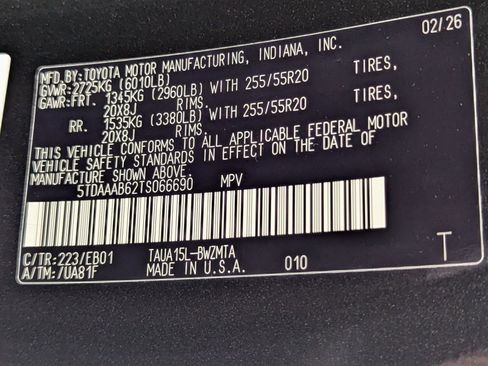 MFD.BY:TOYOTA MOTOR MANUFACTURING, INDIANA, INC. 02/26
GVWR:2725KG (6010LB)
GAWR:FRT. 1345KG (2960LB) WITH 255/55R20 TIRES,
20X8J RIMS.
RR. 1535KG (3380LB) WITH 255/55R20 TIRES,
20X8J RIMS.
THIS VEHICLE CONFORMS TO ALL APPLICABLE FEDERAL MOTOR
VEHICLE SAFETY STANDARDS IN EFFECT ON THE DATE OF
MANUFACTURE SHOWN ABOVE.
5TDAAAB62TS066690 MPV
C/TR:223/EB01 TAUA15L-BWZMTA
A/TM:/UA81F MADE IN U.S.A. 010 T